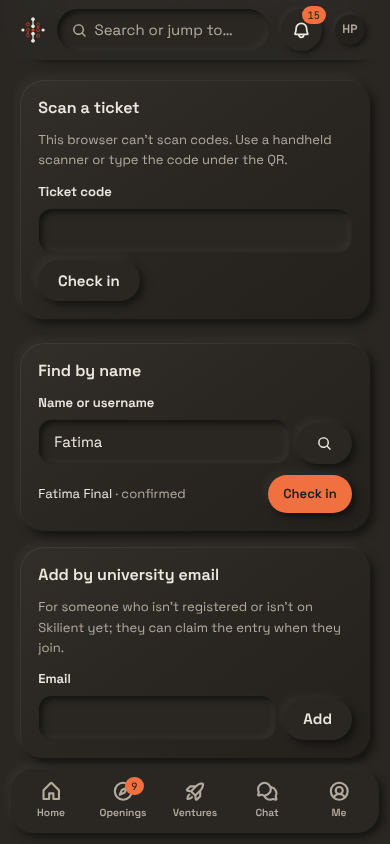 Search or jump to...
15
HP
Scan a ticket
This browser can't scan codes. Use a handheld
scanner or type the code under the QR.
Ticket code
Check in
Find by name
Name or username
Fatima
Fatima Final · confirmed
Check in
Add by university email
For someone who isn't registered or isn't on
Skilient yet; they can claim the entry when they
join.
Email
Add
9
Home
Openings
Ventures
Chat
Me